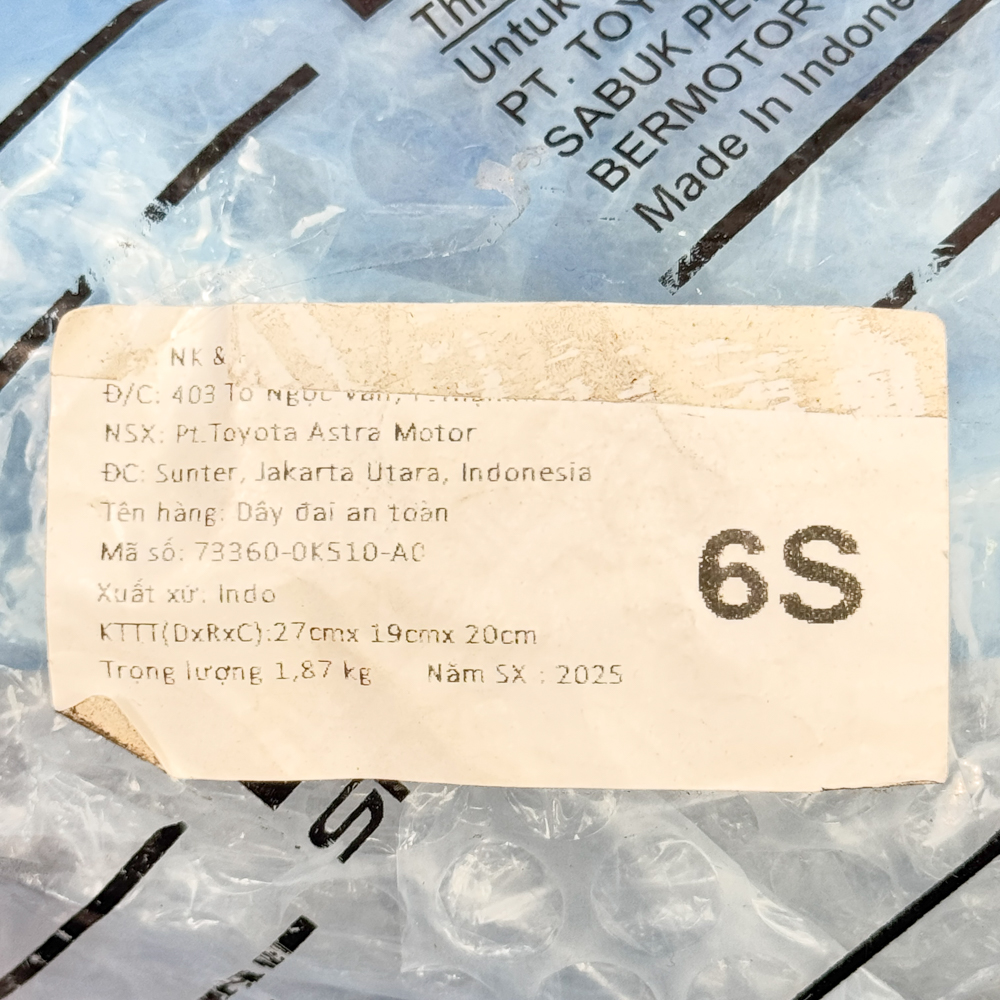 Untuk
PT. TOY
SABUK PE
BERMOTOR
Made In Indone
NK &
Đ/C: 403 Tô Ngọc Vân,
NSX: Pt.Toyota Astra Motor
ĐC: Sunter, Jakarta Utara, Indonesia
Tên hàng: Dây đai an toàn
Mã số: 73360-0K510-A0
Xuất xứ: Indo
KTTT(DxRxC):27cmx 19cmx 20cm
Trọng lượng 1,87 kg Năm SX : 2025
6S